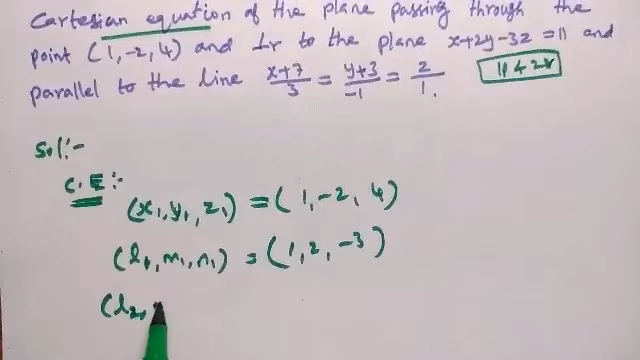 Cartesian equation of the plane passing through the
point (1,-2,4) and ⊥r to the plane x+2y-3z=11 and
parallel to the line (x+7)/3 = (y+3)/-1 = z/1.
Sol:-
C.E:-
(x₁,y₁,z₁) = (1,-2,4)
(l₁,m₁,n₁) = (1,2,-3)
(l₂,